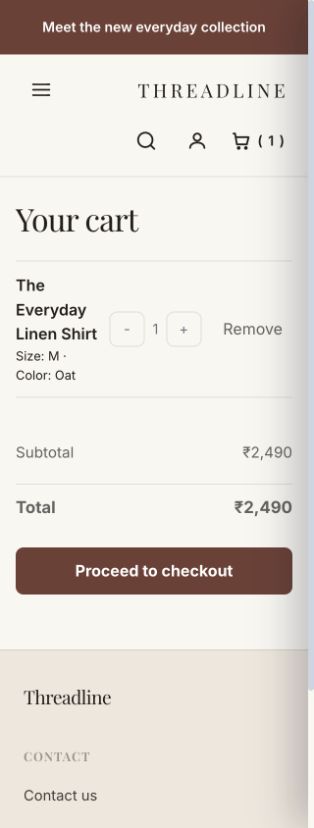 Meet the new everyday collection
THREADLINE
( 1 )
Your cart
The
Everyday
Linen Shirt
Size: M ·
Color: Oat
- 1 + Remove
Subtotal ₹2,490
Total ₹2,490
Proceed to checkout
Threadline
CONTACT
Contact us